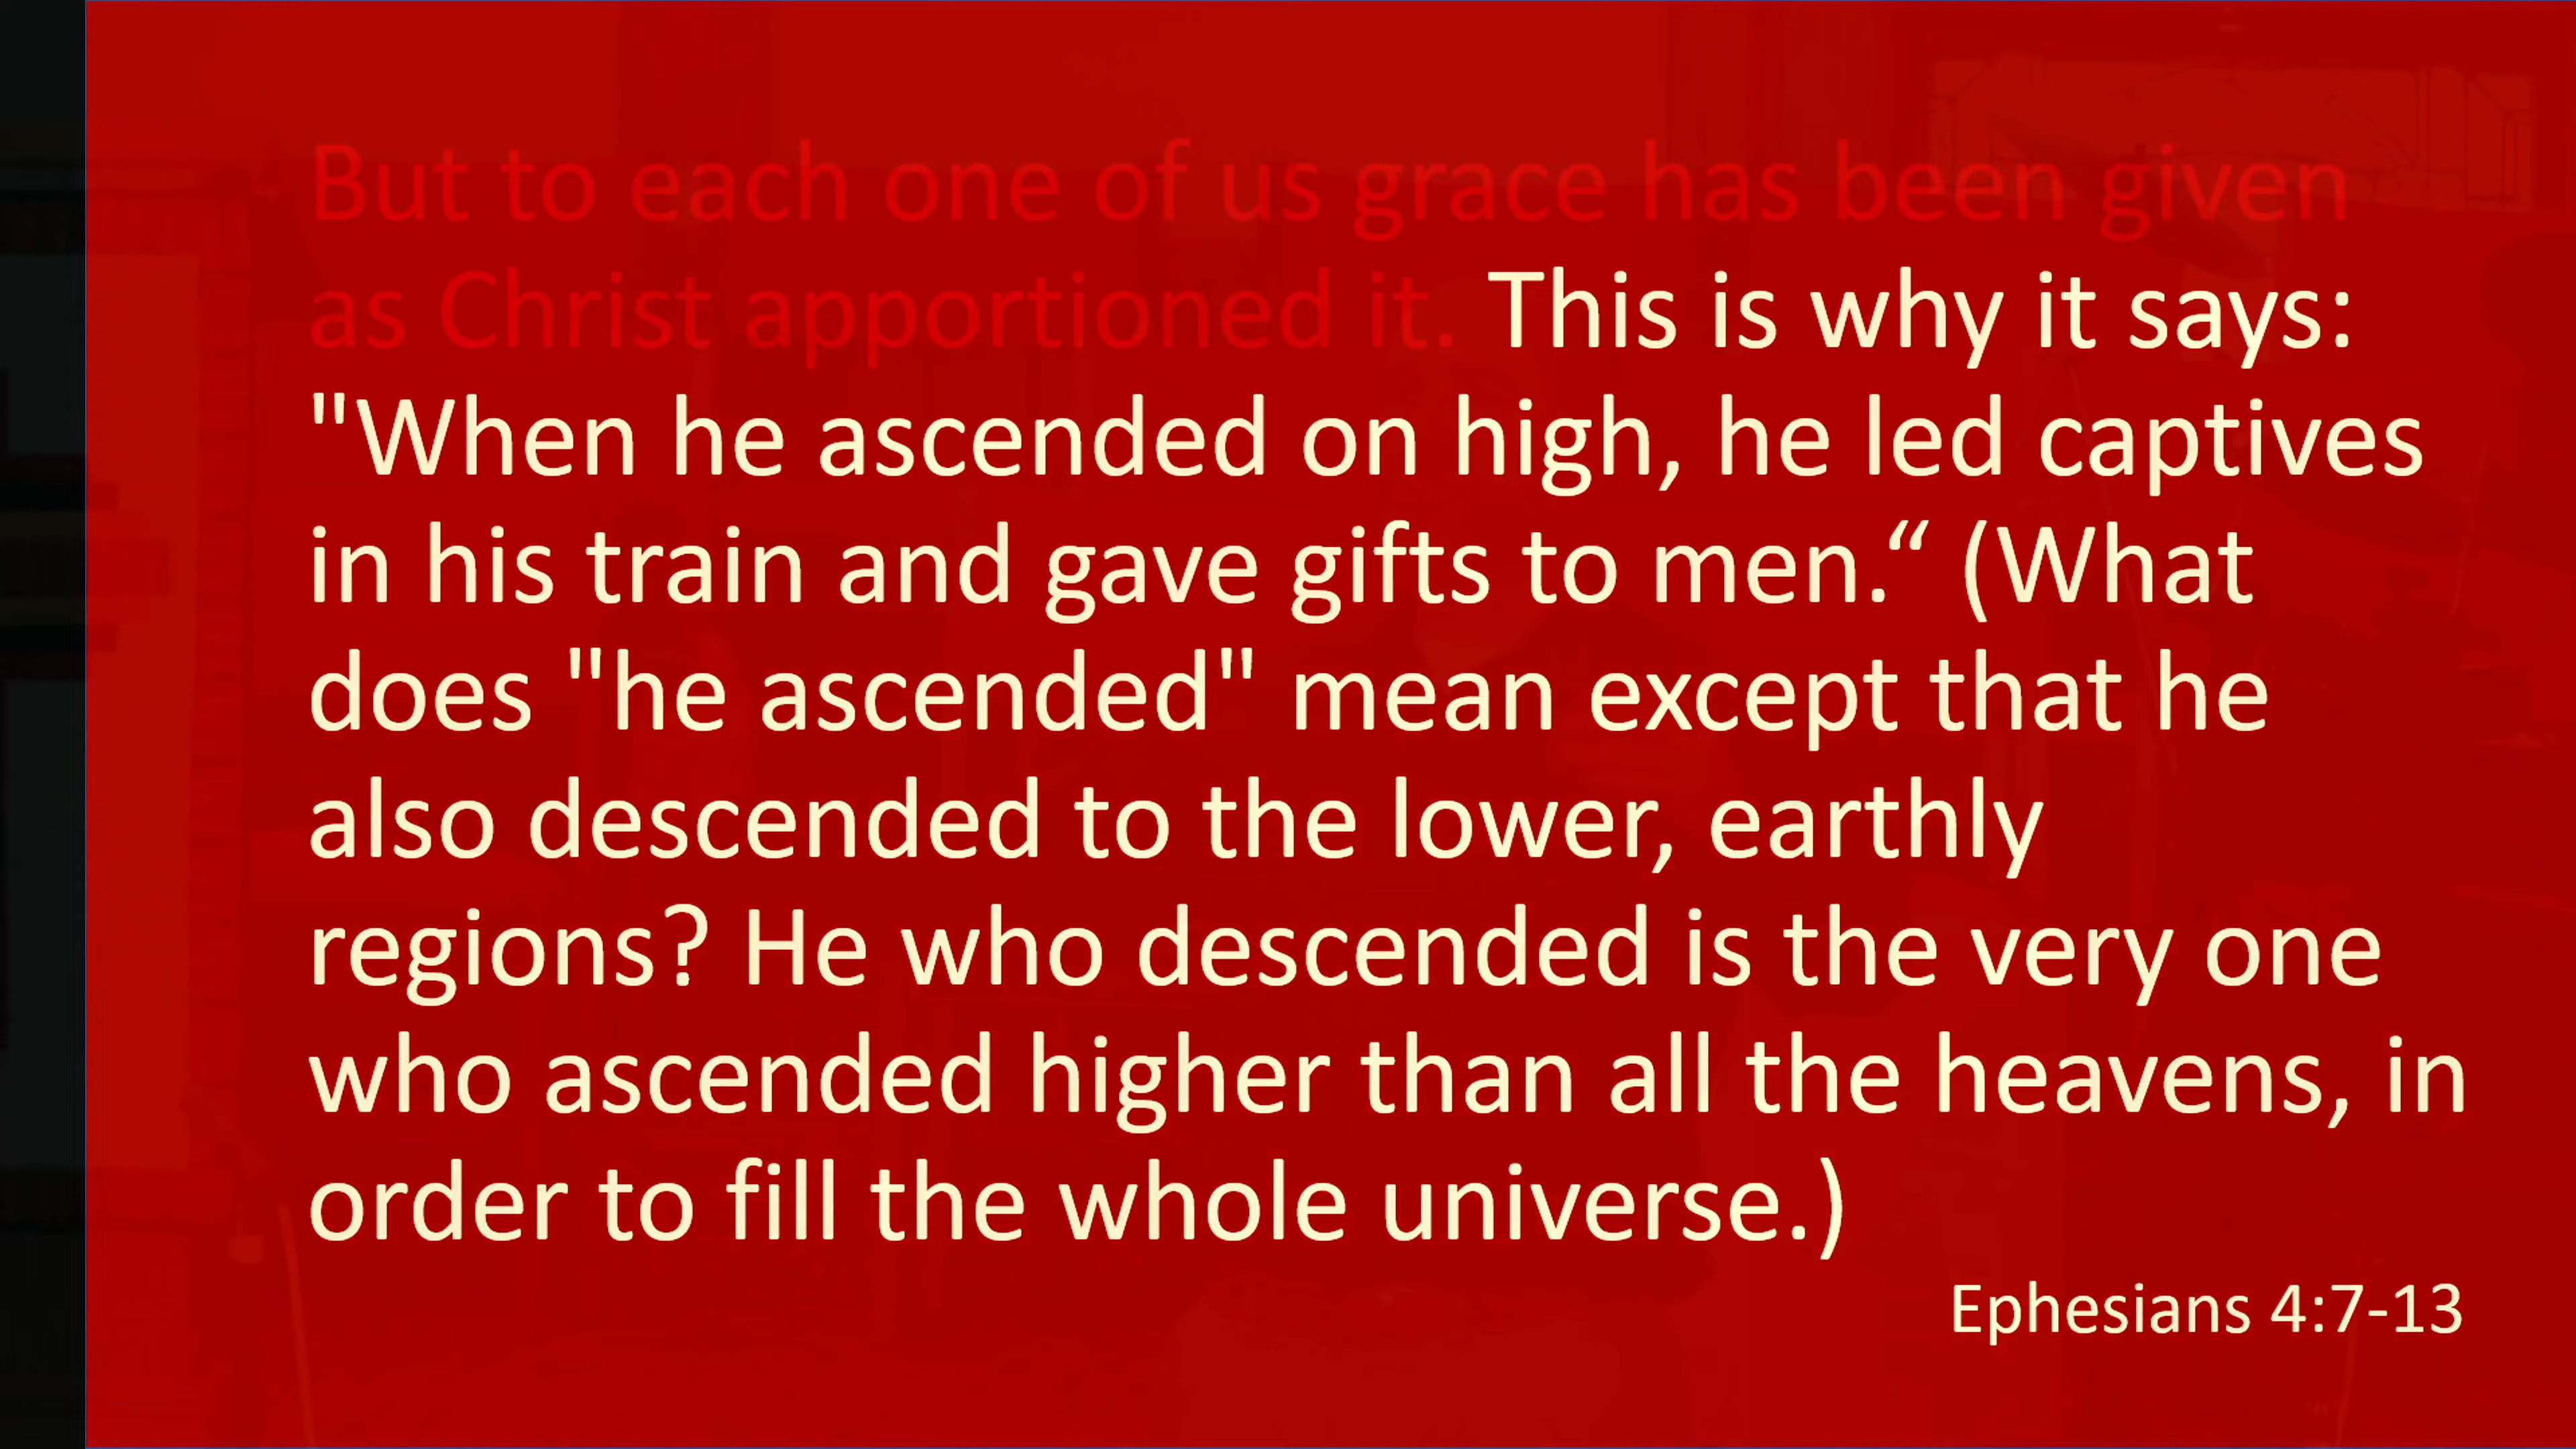 But to each one of us grace has been given
as Christ apportioned it. This is why it says:
"When he ascended on high, he led captives
in his train and gave gifts to men.“ (What
does "he ascended" mean except that he
also descended to the lower, earthly
regions? He who descended is the very one
who ascended higher than all the heavens, in
order to fill the whole universe.)
Ephesians 4:7-13